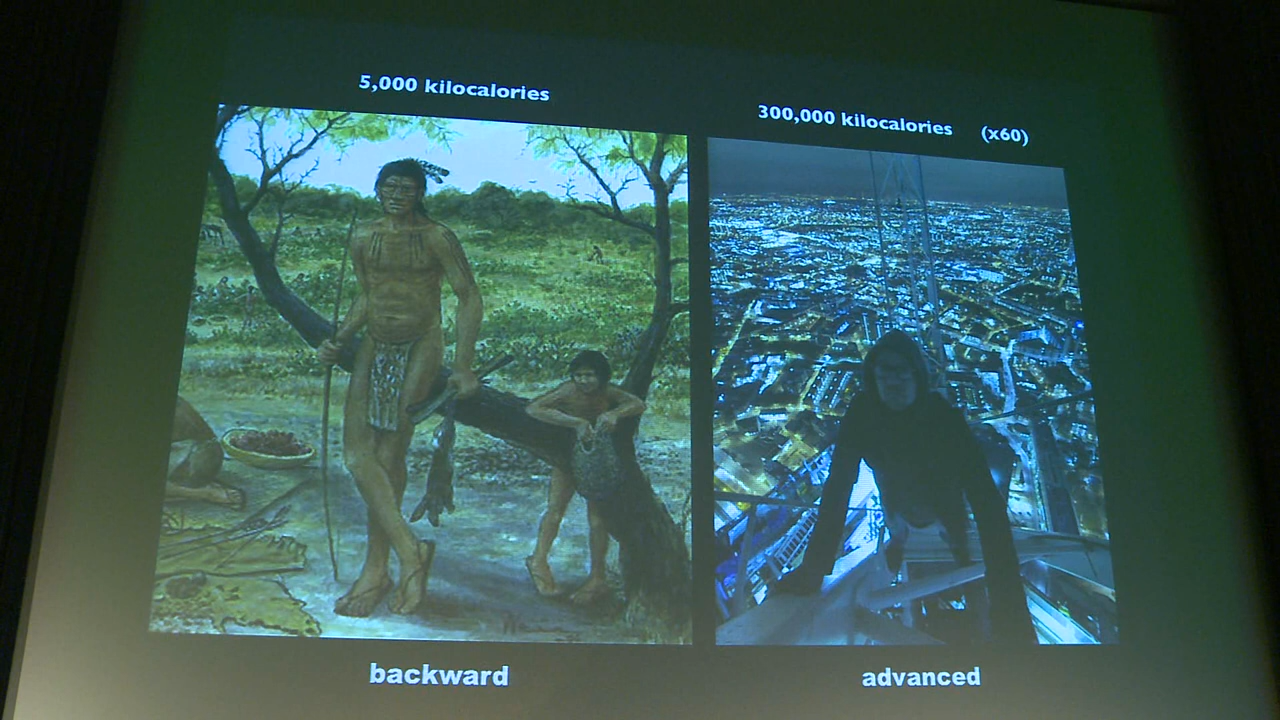 5,000 kilocalories
300,000 kilocalories (x60)
backward
advanced